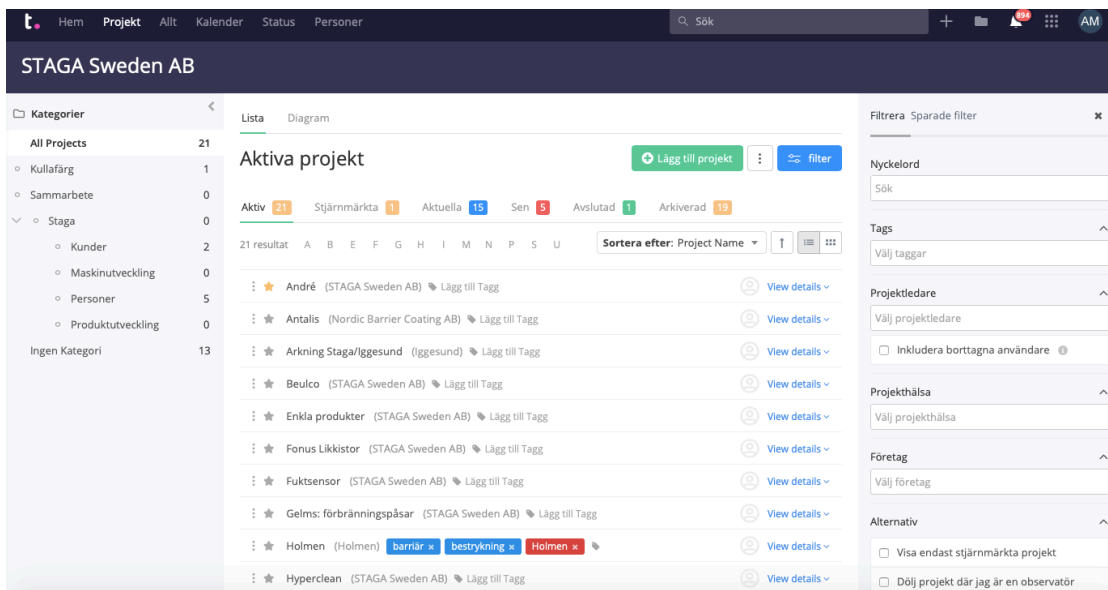 t. Hem Projekt Allt Kalender Status Personer Sök 894 AM
STAGA Sweden AB
Kategorier
All Projects 21
Kullafärg 1
Sammarbete 0
Staga 0
Kunder 2
Maskinutveckling 0
Personer 5
Produktutveckling 0
Ingen Kategori 13
Lista Diagram
Aktiva projekt Lägg till projekt filter
Aktiv 21 Stjärnmärkta 1 Aktuella 15 Sen 5 Avslutad 1 Arkiverad 19
21 resultat A B E F G H I M N P S U Sortera efter: Project Name
André (STAGA Sweden AB) Lägg till Tagg View details
Antalis (Nordic Barrier Coating AB) Lägg till Tagg View details
Arkning Staga/Iggesund (Iggesund) Lägg till Tagg View details
Beulco (STAGA Sweden AB) Lägg till Tagg View details
Enkla produkter (STAGA Sweden AB) Lägg till Tagg View details
Fonus Likkistor (STAGA Sweden AB) Lägg till Tagg View details
Fuktsensor (STAGA Sweden AB) Lägg till Tagg View details
Gelms: förbränningspåsar (STAGA Sweden AB) Lägg till Tagg View details
Holmen (Holmen) barriär x bestrykning x Holmen x View details
Hyperclean (STAGA Sweden AB) Lägg till Tagg View details
Filtrera Sparade filter
Nyckelord
Sök
Tags
Välj taggar
Projektledare
Välj projektledare
Inkludera borttagna användare
Projekthälsa
Välj projekthälsa
Företag
Välj företag
Alternativ
Visa endast stjärnmärkta projekt
Dölj projekt där jag är en observatör